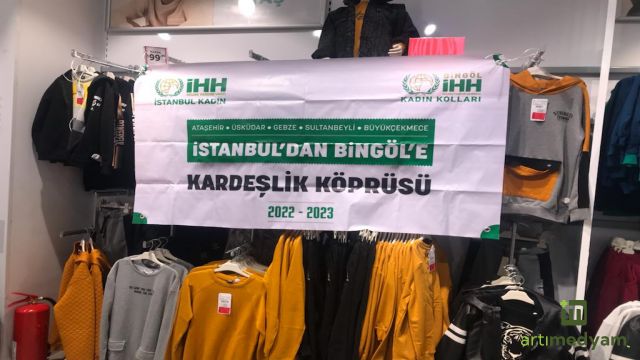 İHH
İSTANBUL KADIN
BİNGÖL
İHH
KADIN KOLLARI
ATAŞEHİR • ÜSKÜDAR • GEBZE • SULTANBEYLİ • BÜYÜKÇEKMECE
İSTANBUL'DAN BİNGÖL'E
KARDEŞLİK KÖPRÜSÜ
2022 - 2023
99
artımedyam